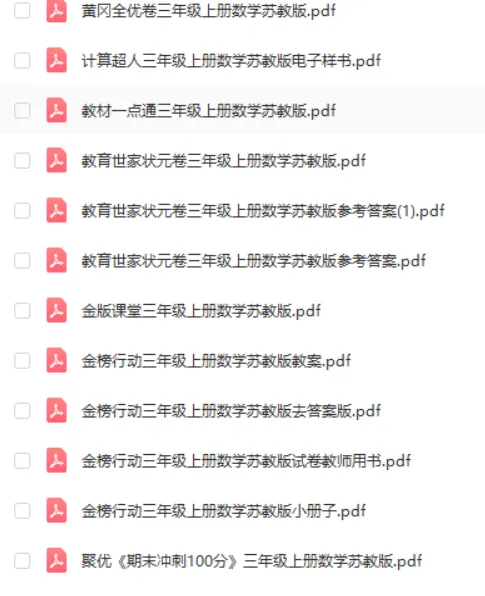 黄冈全优卷三年级上册数学苏教版.pdf
计算超人三年级上册数学苏教版电子样书.pdf
教材一点通三年级上册数学苏教版.pdf
教育世家状元卷三年级上册数学苏教版.pdf
教育世家状元卷三年级上册数学苏教版参考答案(1).pdf
教育世家状元卷三年级上册数学苏教版参考答案.pdf
金版课堂三年级上册数学苏教版.pdf
金榜行动三年级上册数学苏教版教案.pdf
金榜行动三年级上册数学苏教版去答案版.pdf
金榜行动三年级上册数学苏教版试卷教师用书.pdf
金榜行动三年级上册数学苏教版小册子.pdf
聚优《期末冲刺100分》三年级上册数学苏教版.pdf